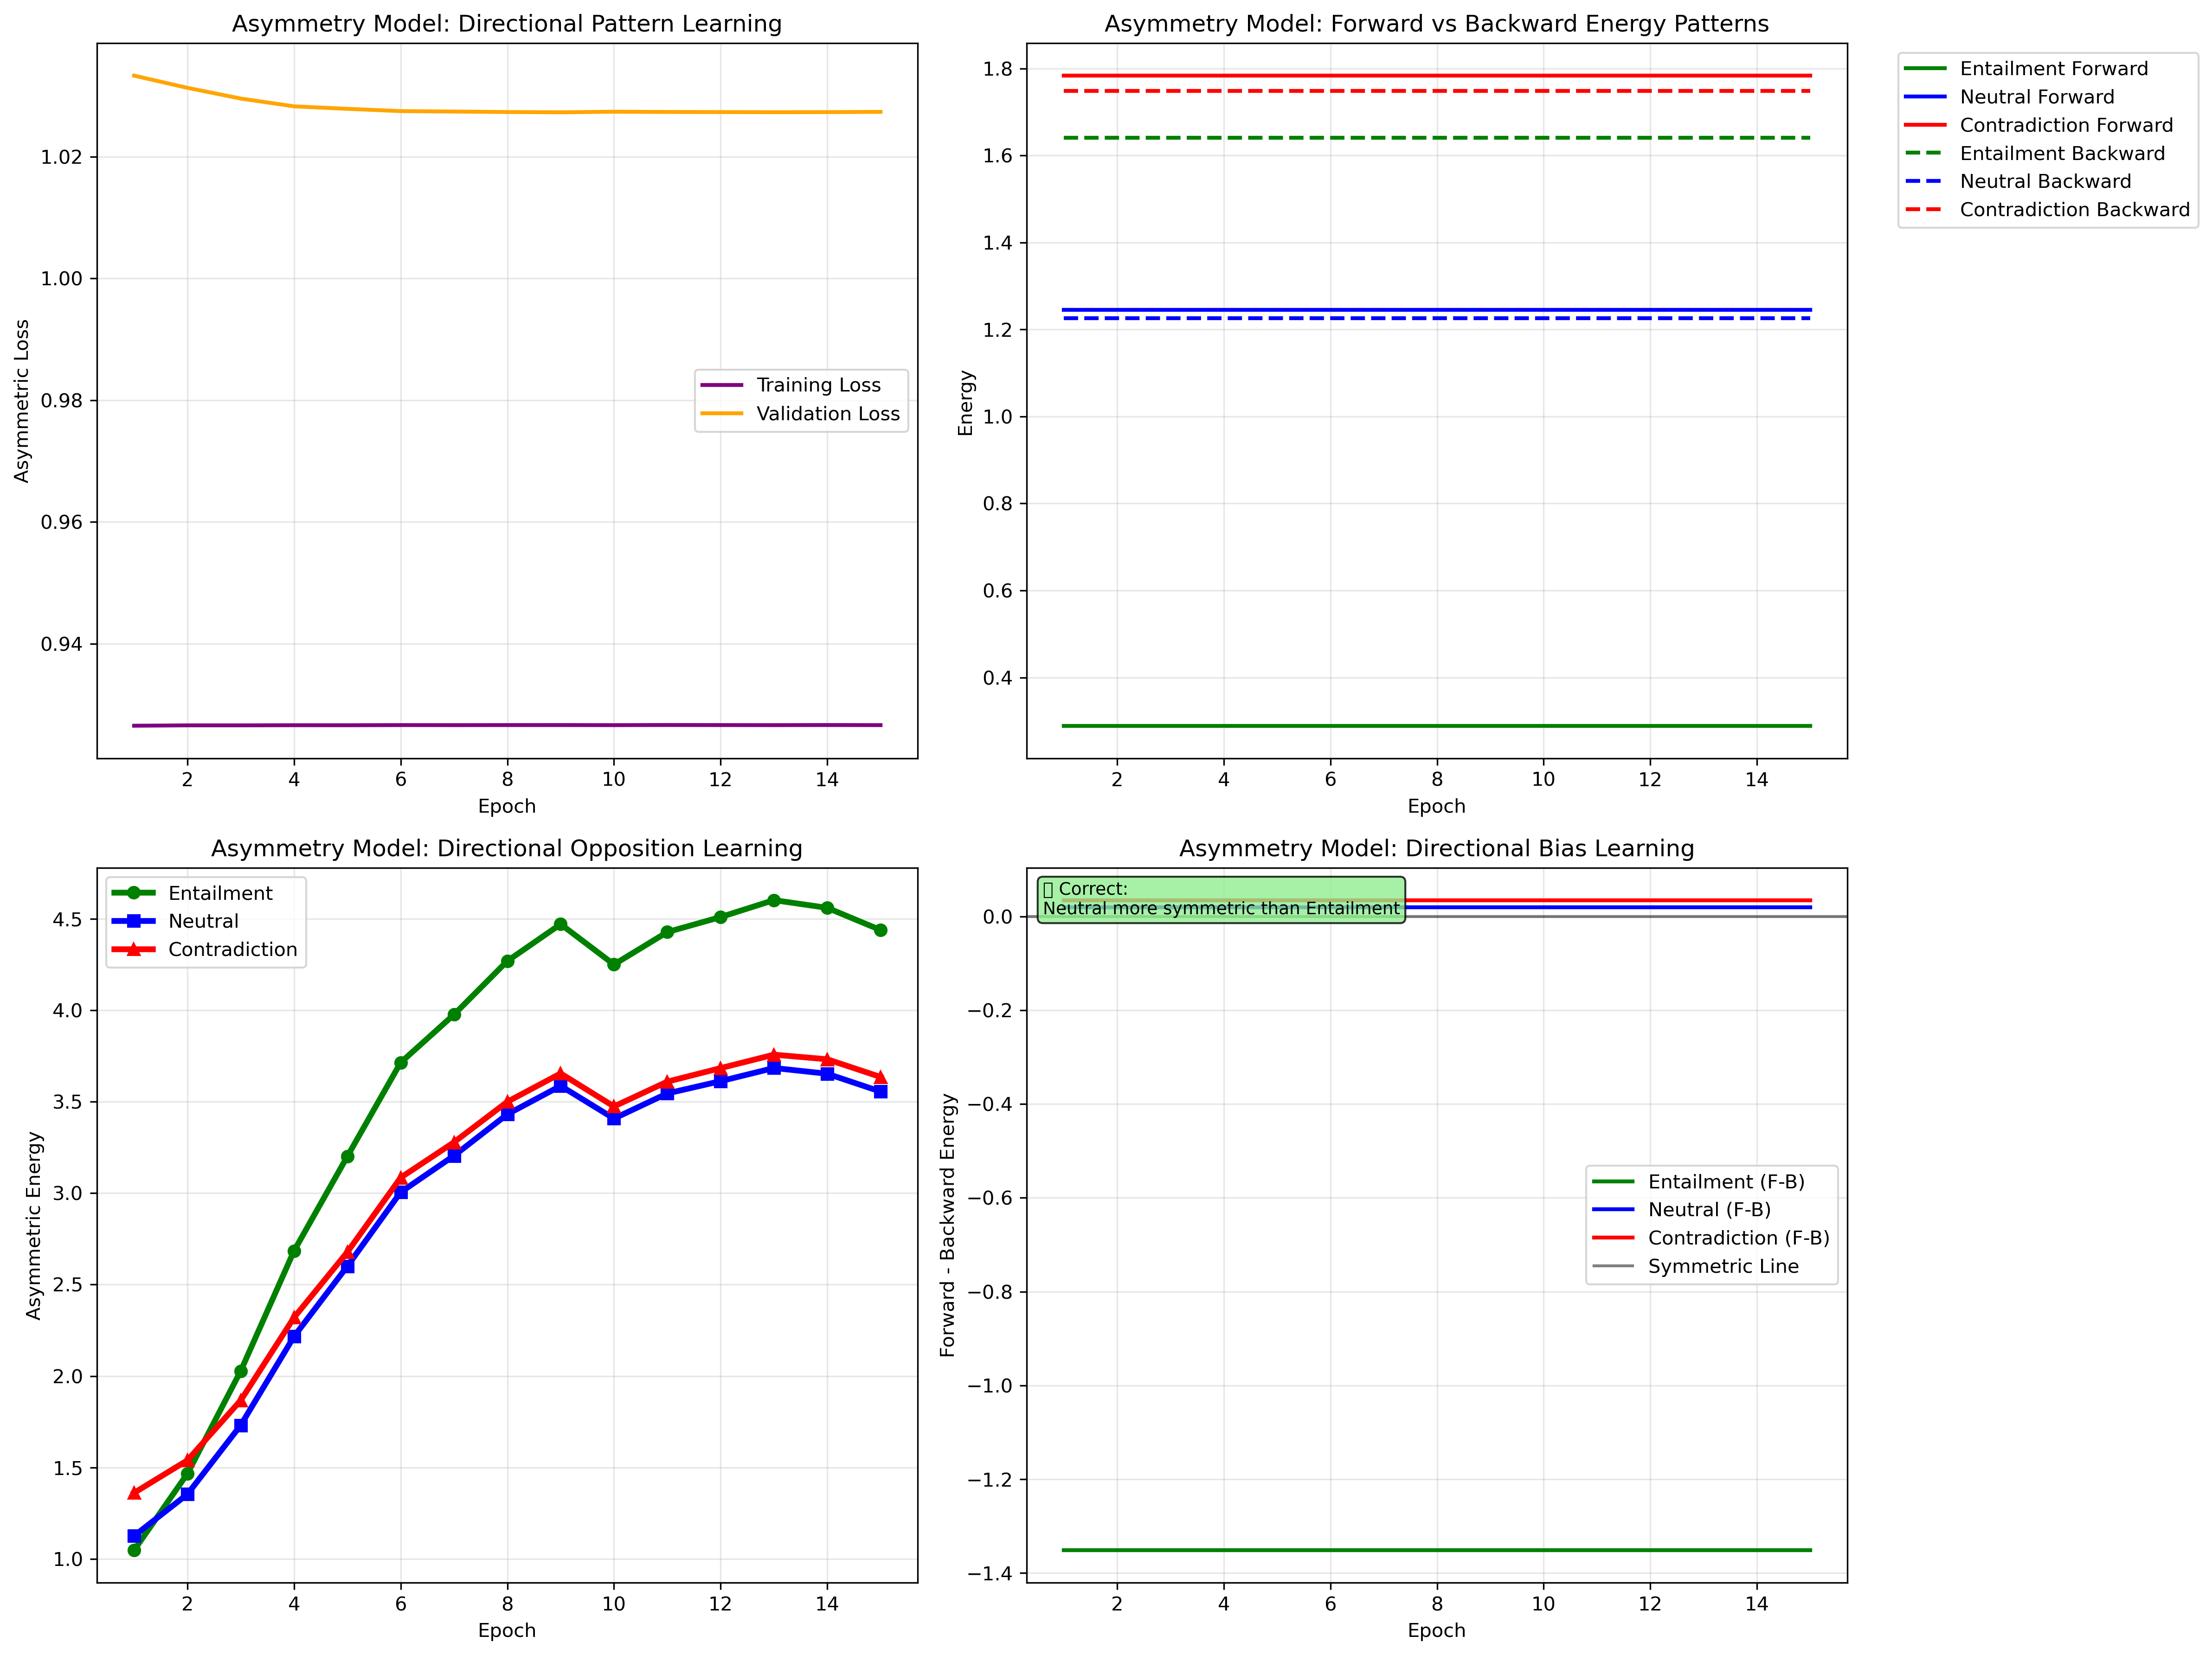 Asymmetry Model: Directional Pattern Learning
Asymmetric Loss
1.02
1.00
0.98
0.96
0.94
Training Loss
Validation Loss
2 4 6 8 10 12 14
Epoch
Asymmetry Model: Forward vs Backward Energy Patterns
Energy
1.8
1.6
1.4
1.2
1.0
0.8
0.6
0.4
2 4 6 8 10 12 14
Epoch
Entailment Forward
Neutral Forward
Contradiction Forward
Entailment Backward
Neutral Backward
Contradiction Backward
Asymmetry Model: Directional Opposition Learning
Asymmetric Energy
Entailment
Neutral
Contradiction
4.5
4.0
3.5
3.0
2.5
2.0
1.5
1.0
2 4 6 8 10 12 14
Epoch
Asymmetry Model: Directional Bias Learning
Forward - Backward Energy
Correct:
Neutral more symmetric than Entailment
0.0
−0.2
−0.4
−0.6
−0.8
−1.0
−1.2
−1.4
Entailment (F-B)
Neutral (F-B)
Contradiction (F-B)
Symmetric Line
2 4 6 8 10 12 14
Epoch